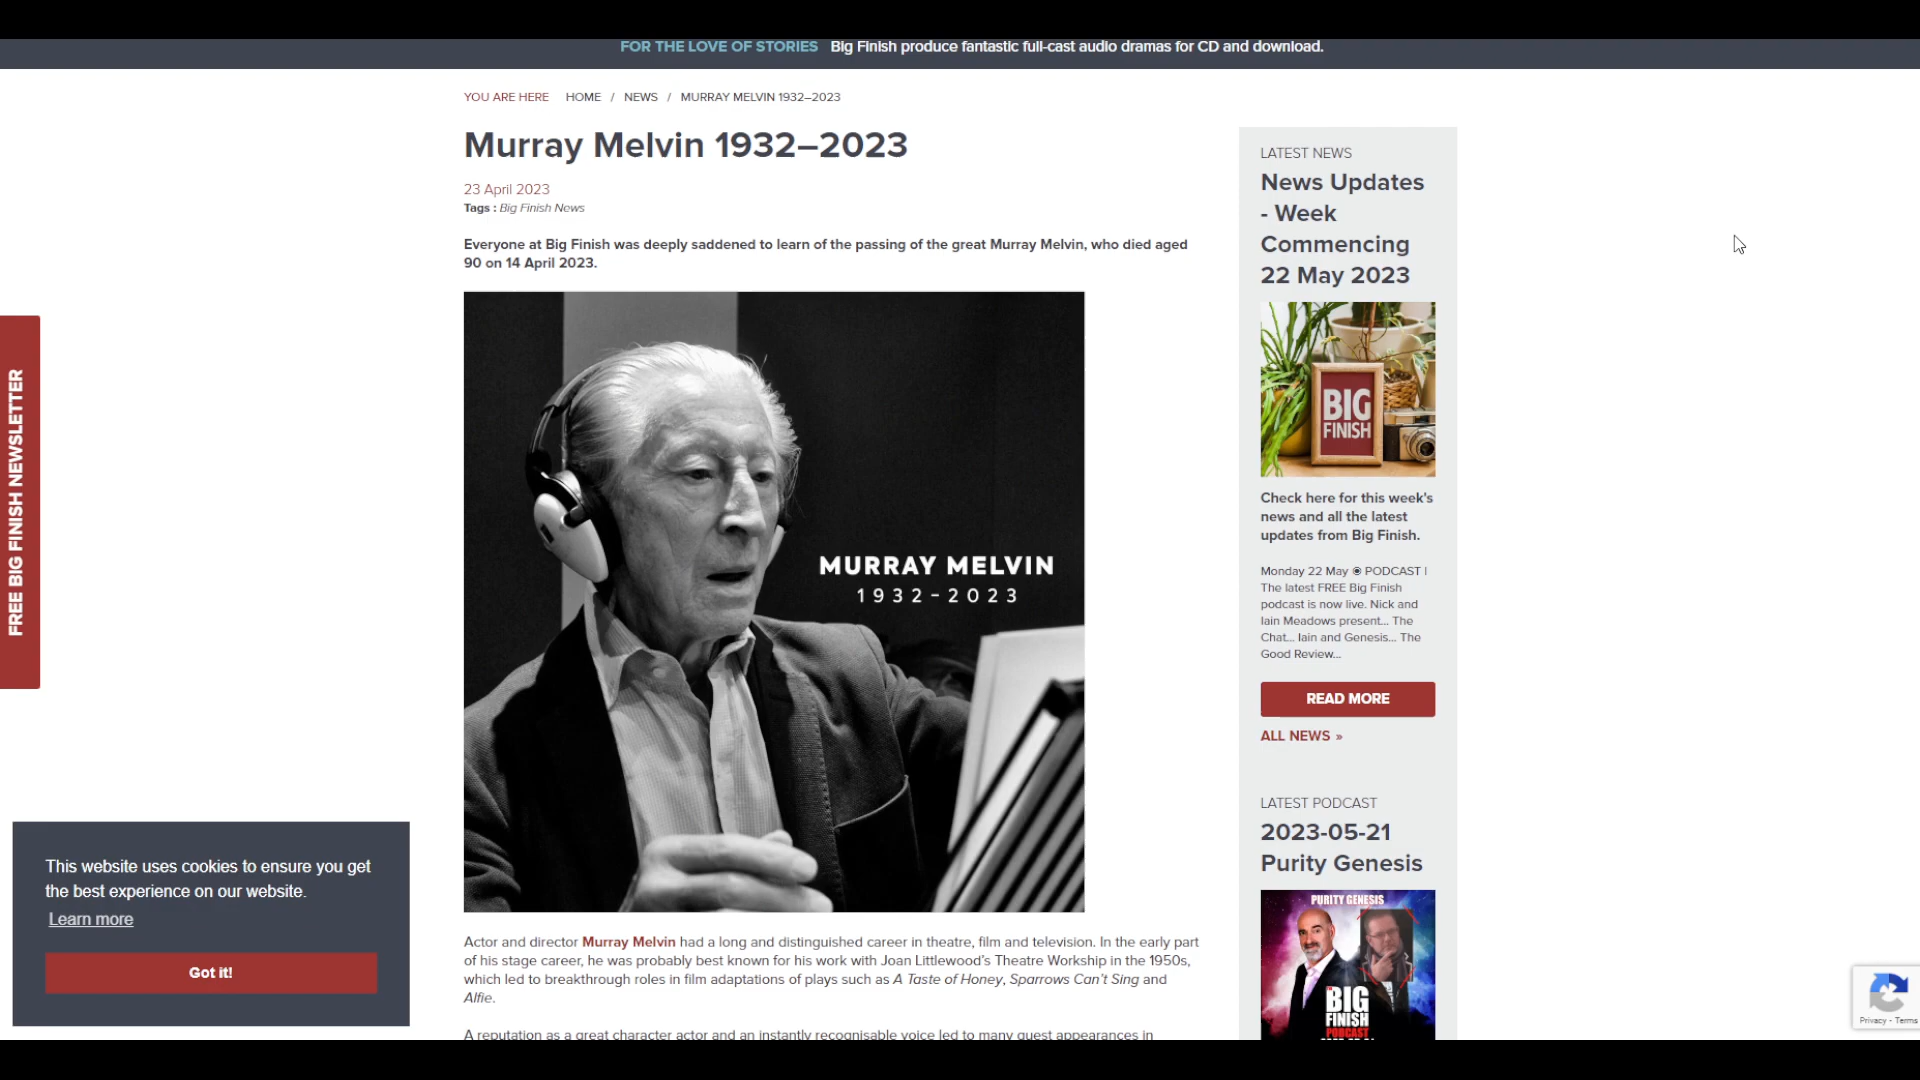 FOR THE LOVE OF STORIES Big Finish produce fantastic full-cast audio dramas for CD and download.
YOU ARE HERE HOME / NEWS / MURRAY MELVIN 1932–2023
Murray Melvin 1932–2023
23 April 2023
Tags : Big Finish News
Everyone at Big Finish was deeply saddened to learn of the passing of the great Murray Melvin, who died aged
90 on 14 April 2023.
MURRAY MELVIN
1932-2023
Actor and director Murray Melvin had a long and distinguished career in theatre, film and television. In the early part
of his stage career, he was probably best known for his work with Joan Littlewood's Theatre Workship in the 1950s,
which led to breakthrough roles in film adaptations of plays such as A Taste of Honey, Sparrows Can't Sing and
Alfie.
A reputation as a great character actor and an instantly recognisable voice led to many guest appearances in
LATEST NEWS
News Updates
- Week
Commencing
22 May 2023
BIG
FINISH
Check here for this week's
news and all the latest
updates from Big Finish.
Monday 22 May ◉ PODCAST |
The latest FREE Big Finish
podcast is now live. Nick and
Iain Meadows present... The
Chat... Iain and Genesis... The
Good Review...
READ MORE
ALL NEWS »
LATEST PODCAST
2023-05-21
Purity Genesis
PURITY GENESIS
BIG
FINISH
PODCAST
FREE BIG FINISH NEWSLETTER
This website uses cookies to ensure you get
the best experience on our website.
Learn more
Got it!
Privacy - Terms